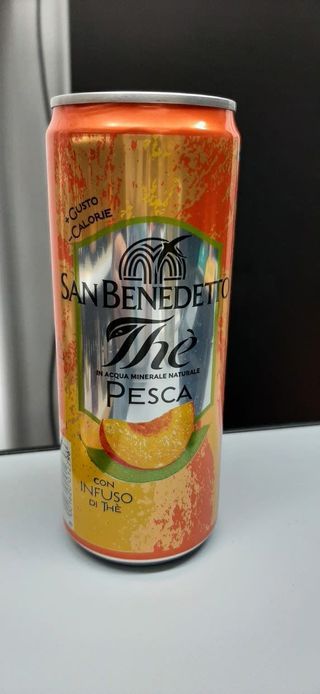 +GUSTO
-CALORIE
SAN BENEDETTO
Thè
IN ACQUA MINERALE NATURALE
PESCA
CON
INFUSO
DI THÈ